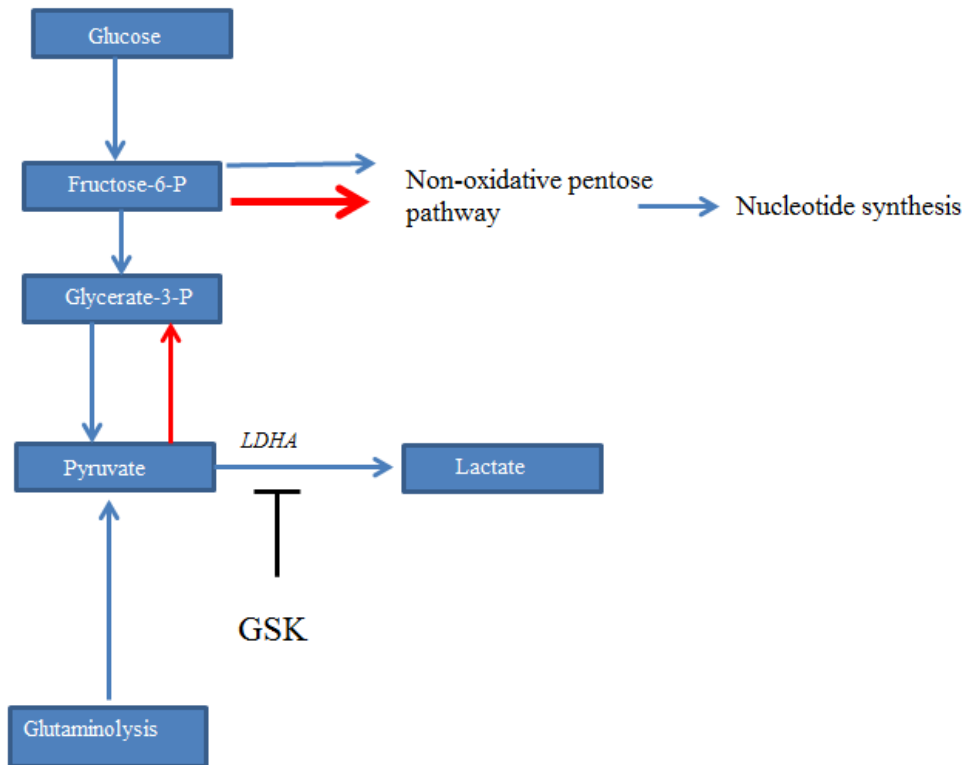 Glucose
Fructose-6-P
Non-oxidative pentose
pathway
Nucleotide synthesis
Glycerate-3-P
LDHA
Pyruvate
Lactate
GSK
Glutaminolysis